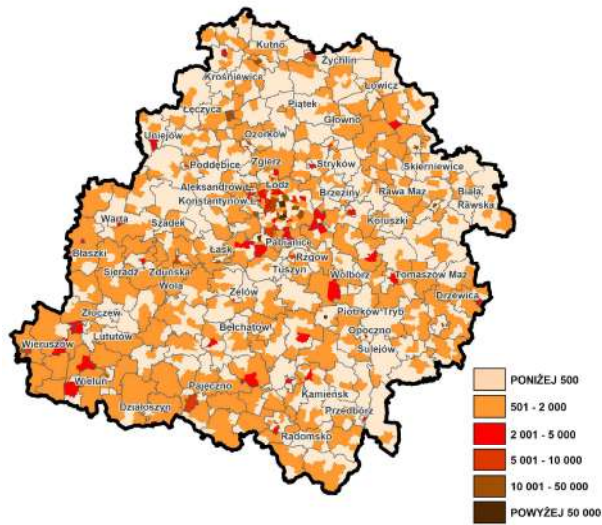 Kutno
Żychlin
Krośniewice
Łowicz
Piątek
Łęczyca
Głowno
Uniejów
Ozorków
Poddębice
Zgierz
Stryków
Skierniewice
Aleksandrow Ł
Łódź
Brzeziny
Rawa Maz
Biała
Rawska
Konstantynów Ł
Warta
Szadek
Koluszki
Pabianice
Błaszki
Łask
Rzgow
Sieradz
Zduńska
Wola
Tuszyn
Wolbórz
Tomaszów Maz
Zelów
Drzewica
Złoczew
Piotrków Tryb
Bełchatow
Opoczno
Wieruszów
Lututów
Sulejów
Wieluń
Pajęczno
Kamieńsk
Działoszyn
Przedbórz
Radomsko
PONIŻEJ 500
501 - 2 000
2 001 - 5 000
5 001 - 10 000
10 001 - 50 000
POWYŻEJ 50 000